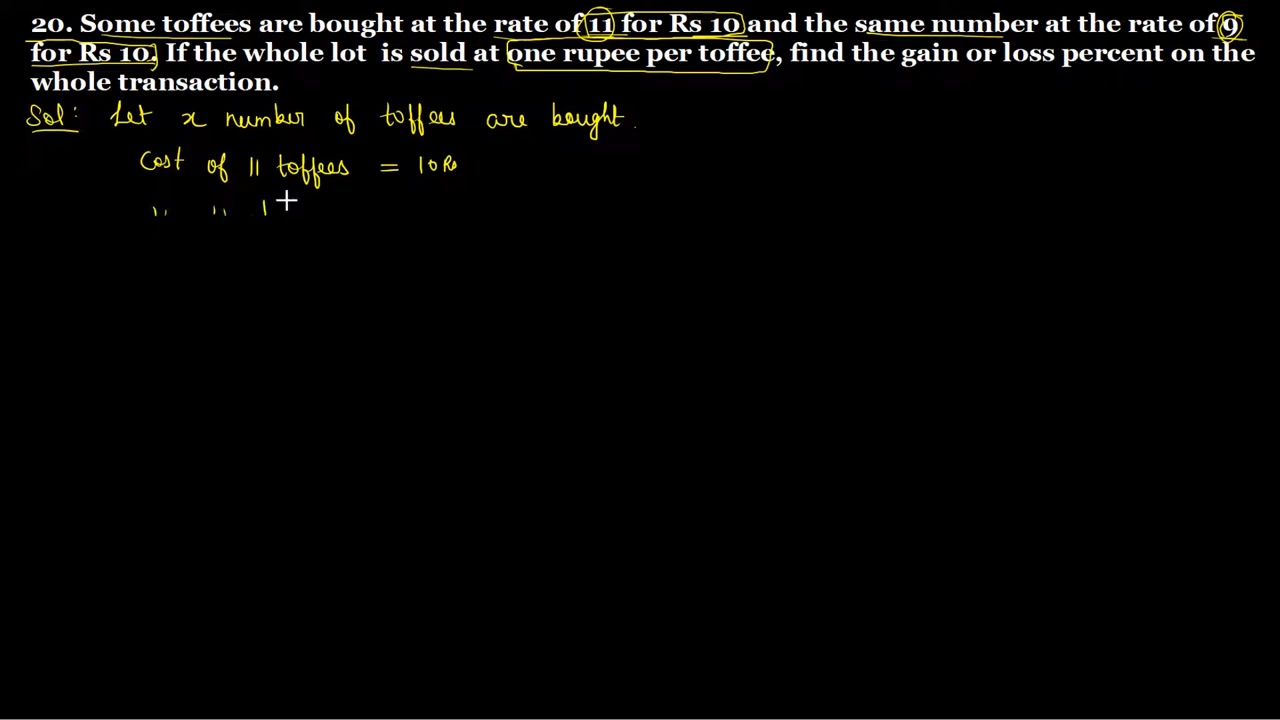 20. Some toffees are bought at the rate of 11 for Rs 10 and the same number at the rate of 9
for Rs 10. If the whole lot is sold at one rupee per toffee, find the gain or loss percent on the
whole transaction.
Sol: Let x number of toffees are bought.
Cost of 11 toffees = 10 Rs
" " 1